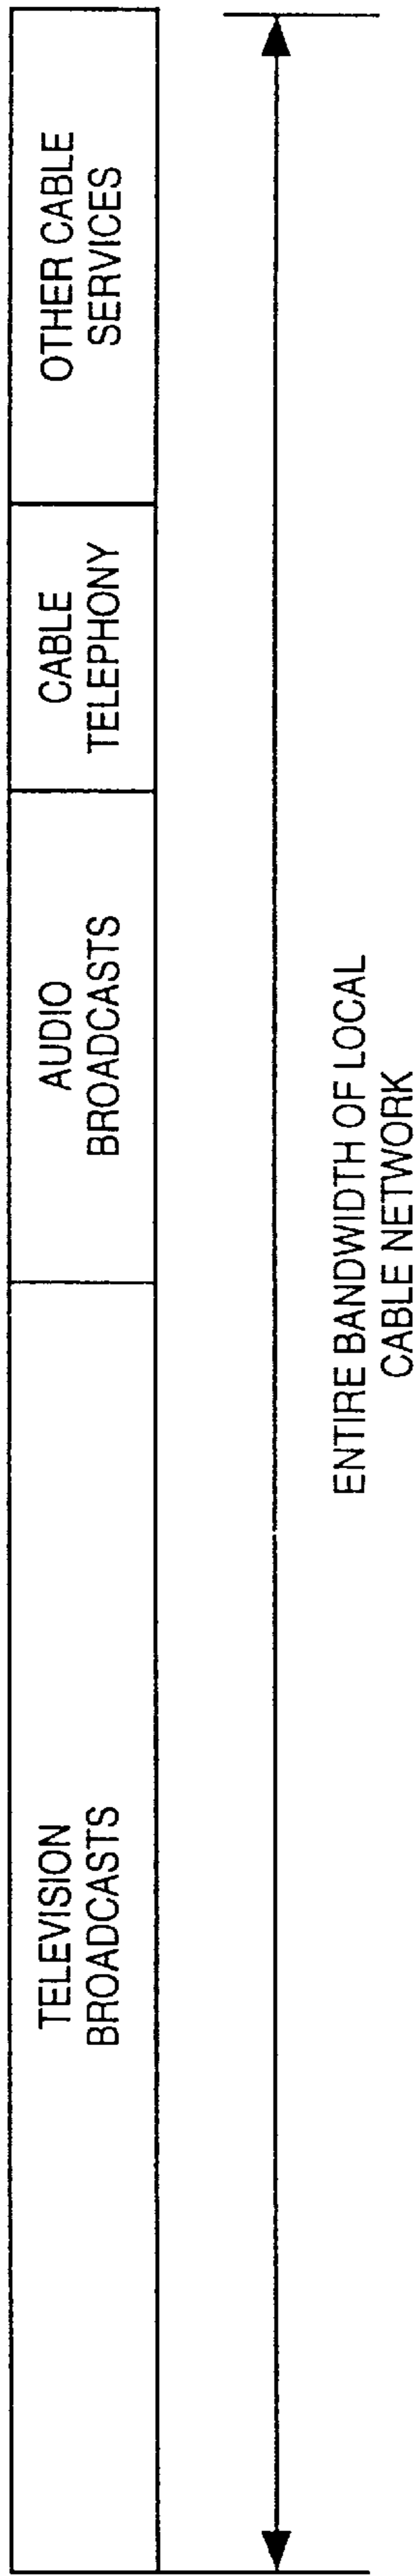 TELEVISION
BROADCASTS
AUDIO
BROADCASTS
CABLE
TELEPHONY
OTHER CABLE
SERVICES
ENTIRE BANDWIDTH OF LOCAL
CABLE NETWORK